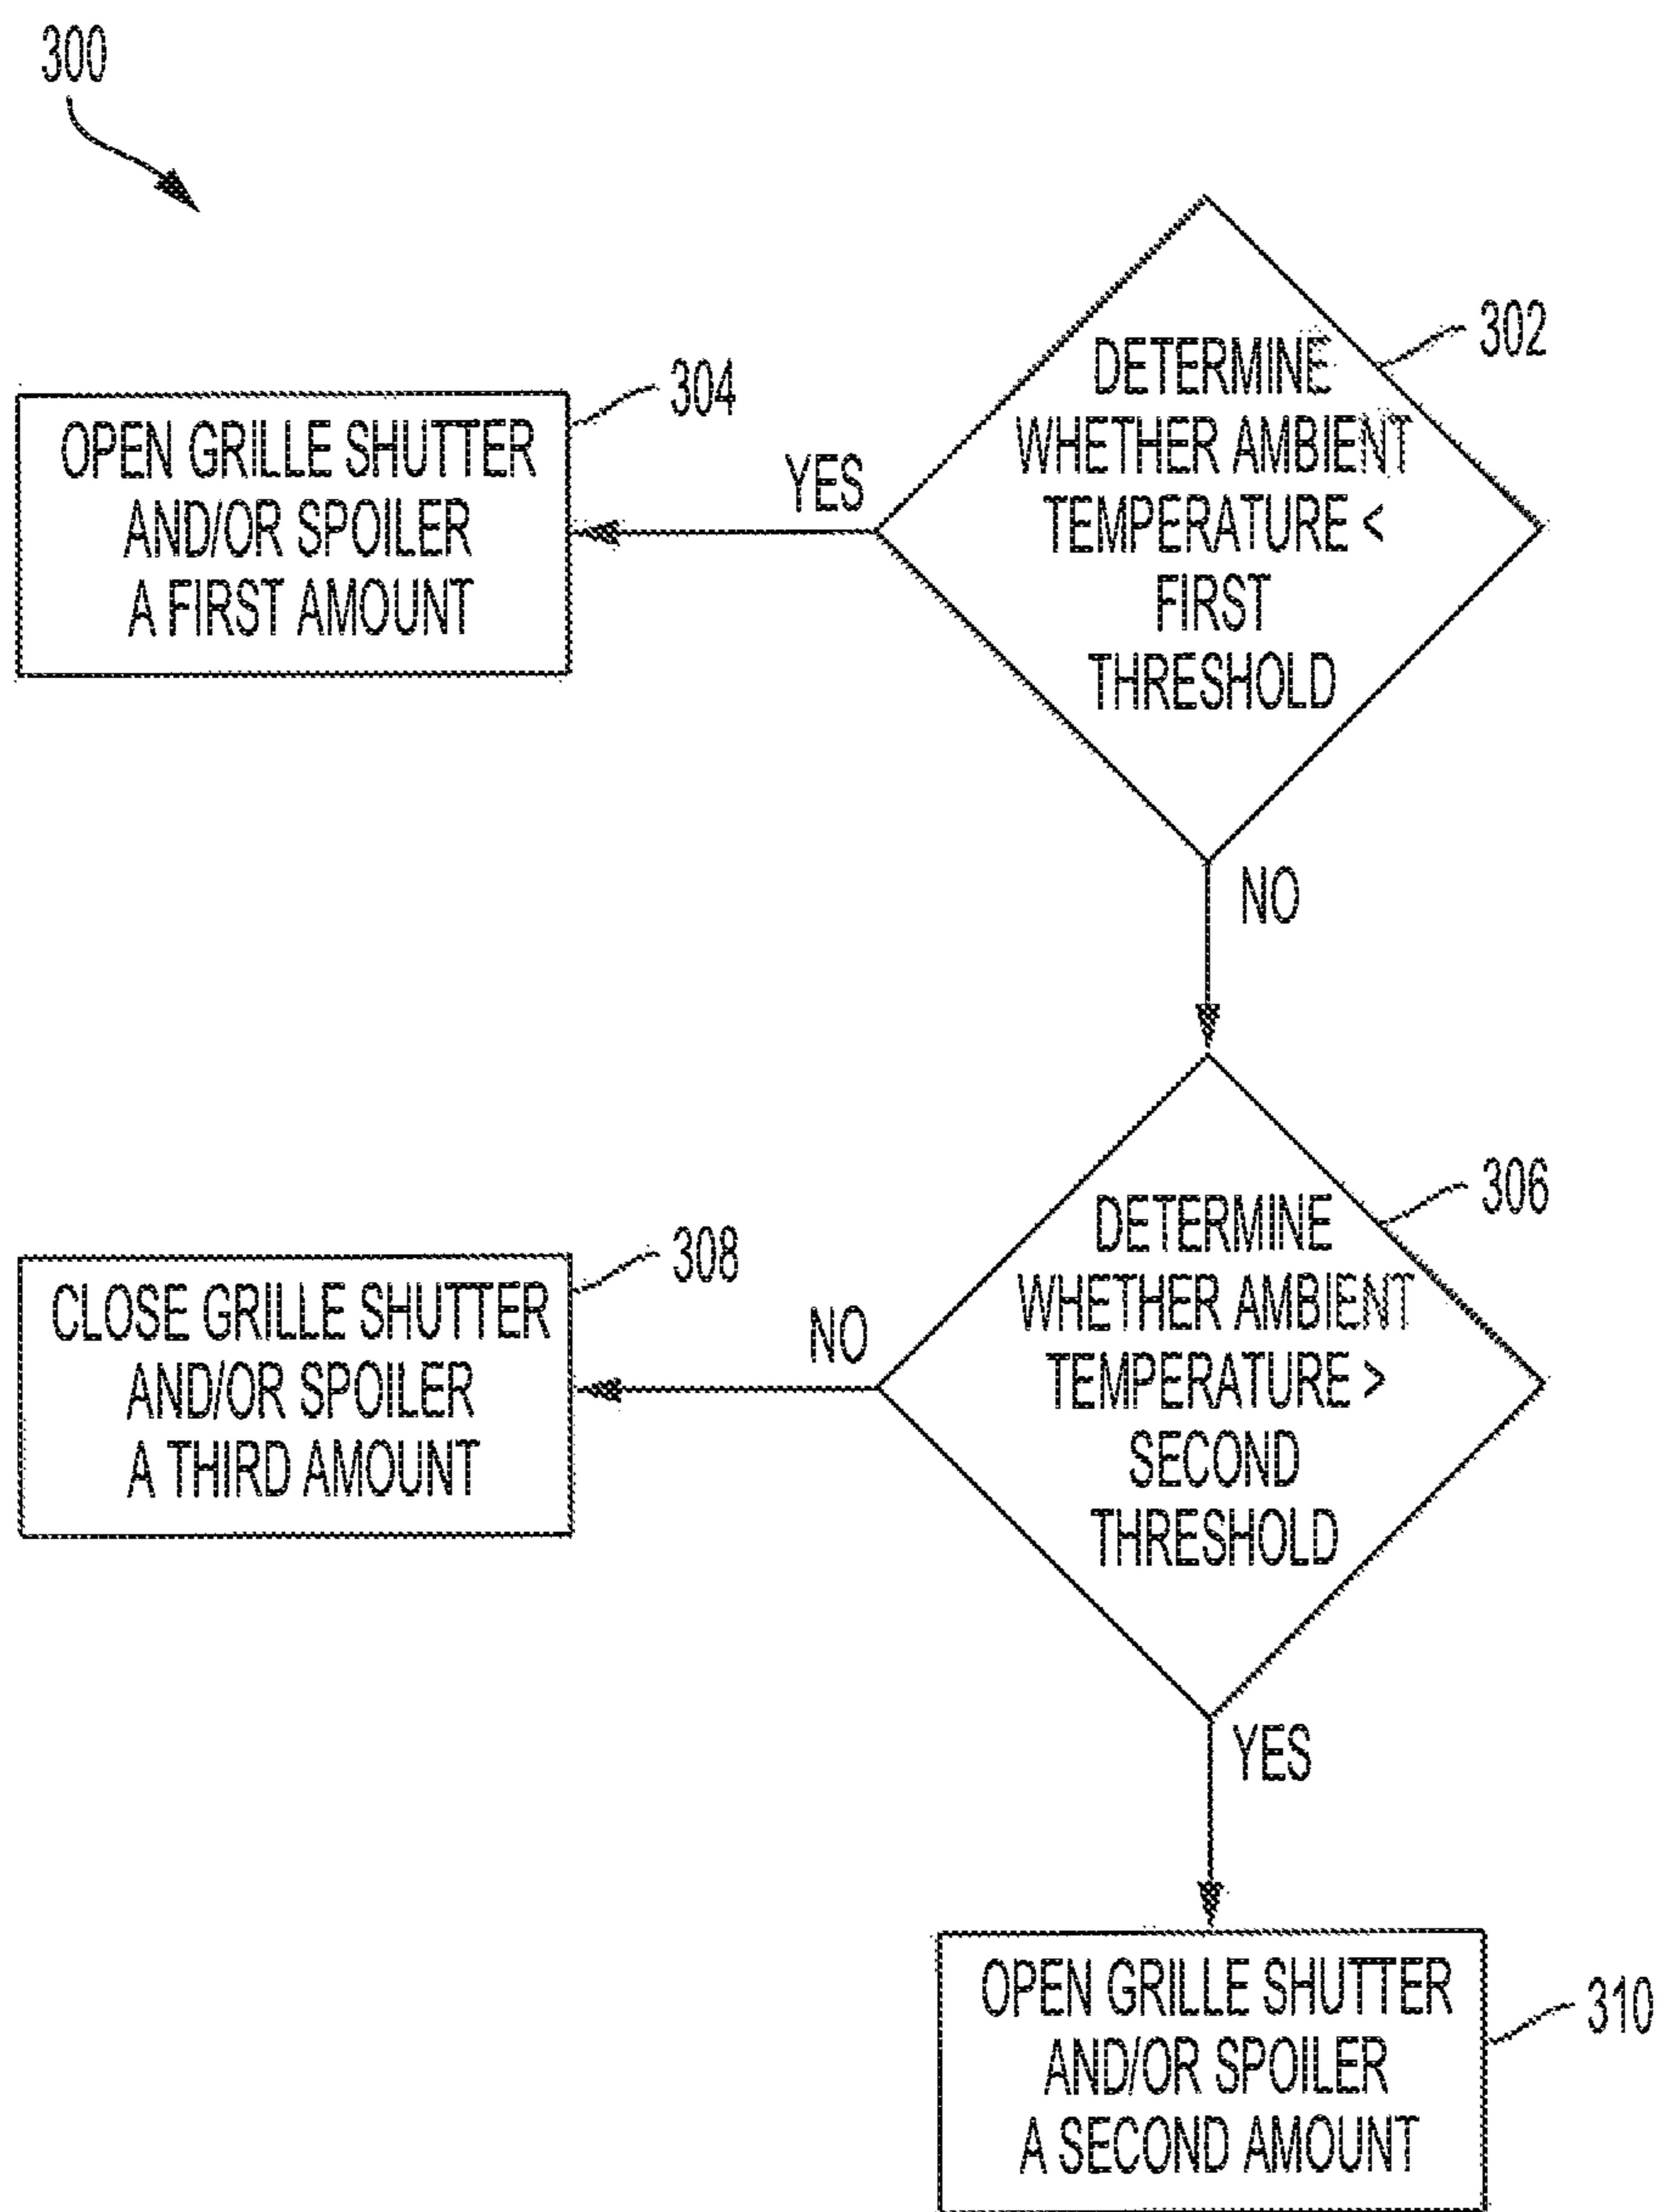 300
302
DETERMINE
WHETHER AMBIENT
TEMPERATURE <
FIRST
THRESHOLD
304
OPEN GRILLE SHUTTER
AND/OR SPOILER
A FIRST AMOUNT
YES
NO
306
DETERMINE
WHETHER AMBIENT
TEMPERATURE >
SECOND
THRESHOLD
308
CLOSE GRILLE SHUTTER
AND/OR SPOILER
A THIRD AMOUNT
NO
YES
310
OPEN GRILLE SHUTTER
AND/OR SPOILER
A SECOND AMOUNT